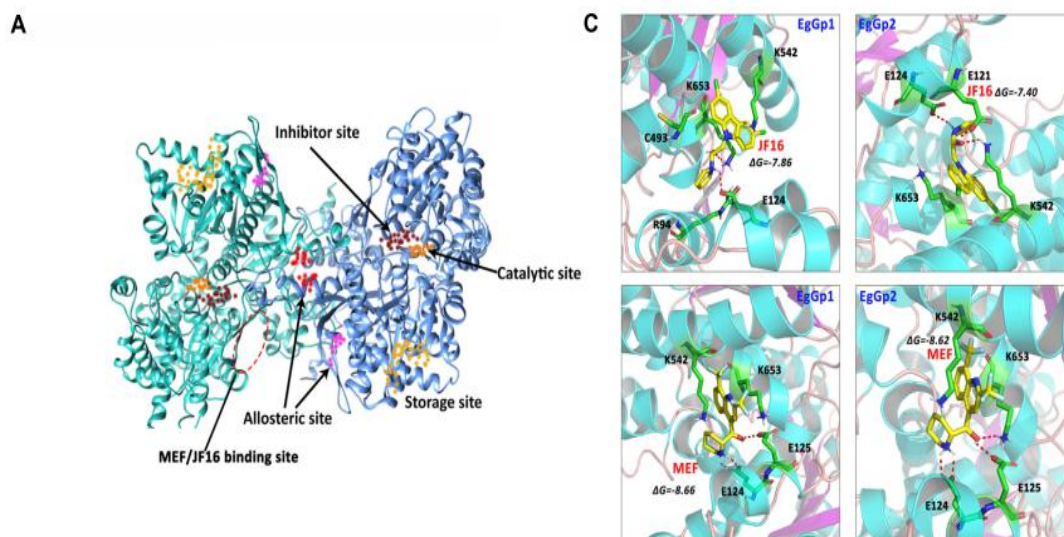 A
Inhibitor site
Catalytic site
Storage site
Allosteric site
MEF/JF16 binding site
C
EgGp1
K542
K653
C493
JF16
ΔG=-7.86
E124
R94
EgGp2
E124
E121
JF16
ΔG=-7.40
K653
K542
EgGp1
K542
K653
MEF
E125
ΔG=-8.66
E124
EgGp2
K542
ΔG=-8.62
MEF
K653
E125
E124